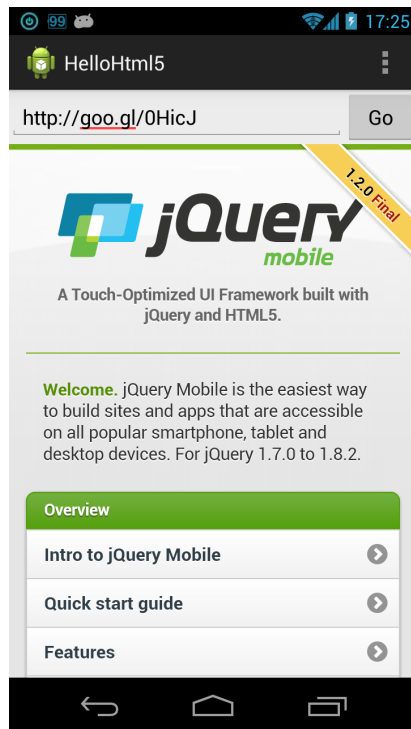 99
17:25
HelloHtml5
http://goo.gl/0HicJ
Go
1.2.0 Final
jQuery
mobile
A Touch-Optimized UI Framework built with
jQuery and HTML5.
Welcome. jQuery Mobile is the easiest way
to build sites and apps that are accessible
on all popular smartphone, tablet and
desktop devices. For jQuery 1.7.0 to 1.8.2.
Overview
Intro to jQuery Mobile
Quick start guide
Features